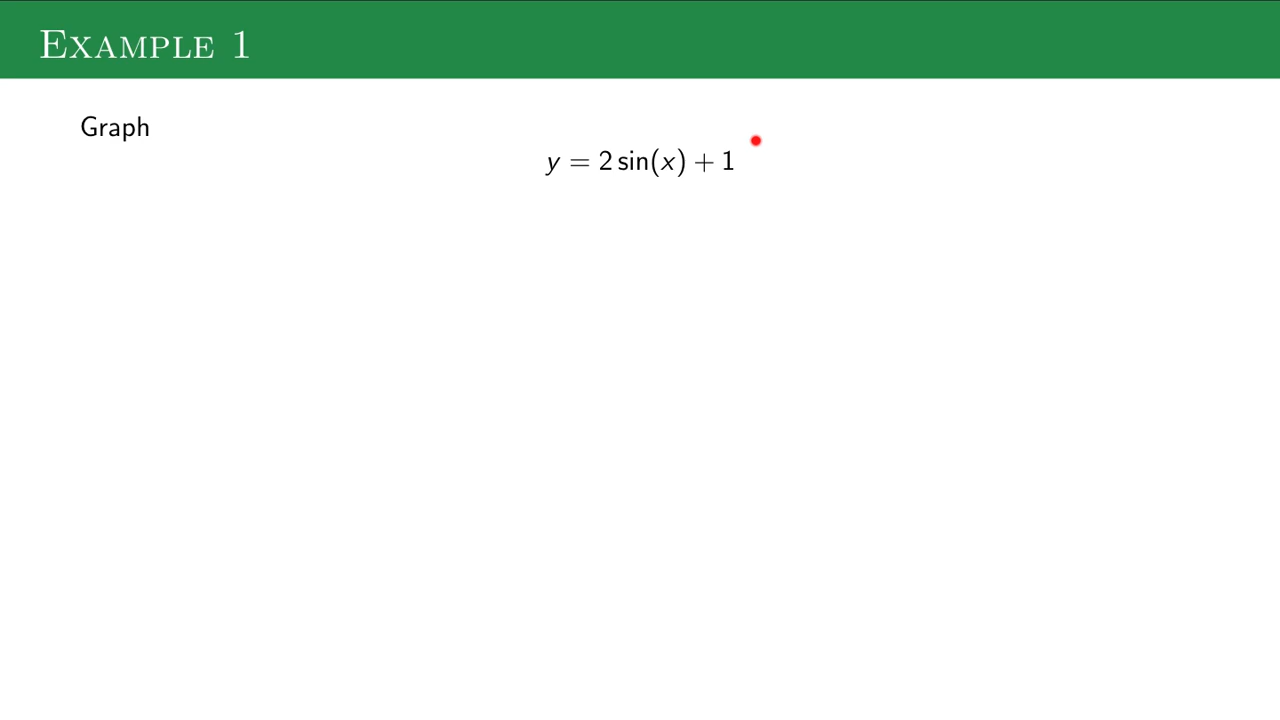 Example 1
Graph
y = 2 sin(x) + 1